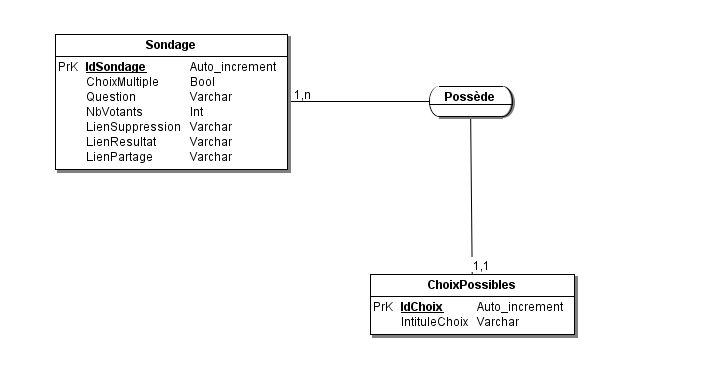 Sondage
PrK IdSondage Auto_increment
ChoixMultiple Bool
Question Varchar
NbVotants Int
LienSuppression Varchar
LienResultat Varchar
LienPartage Varchar
1,n
Possède
1,1
ChoixPossibles
PrK IdChoix Auto_increment
IntituleChoix Varchar